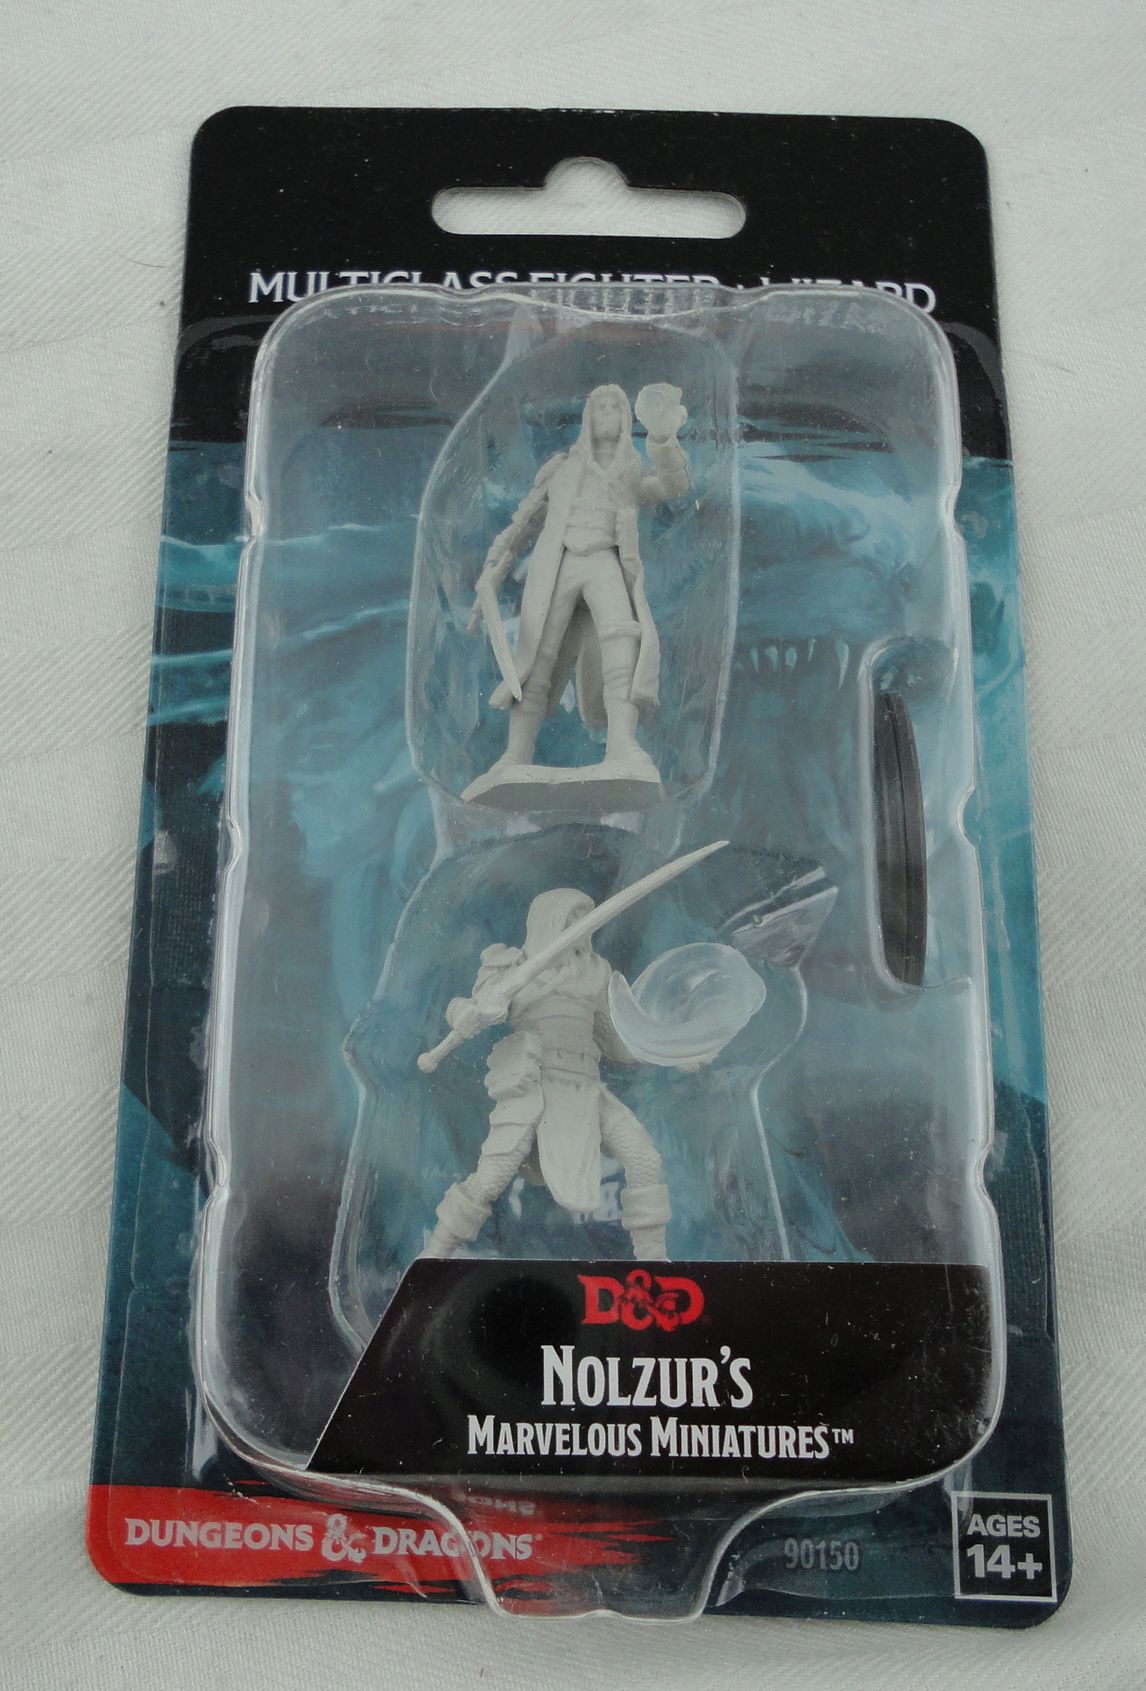 MULTICLASS FIGHTER + WIZARD
D&D
NOLZUR'S
MARVELOUS MINIATURES™
DUNGEONS & DRAGONS®
90150
AGES
14+